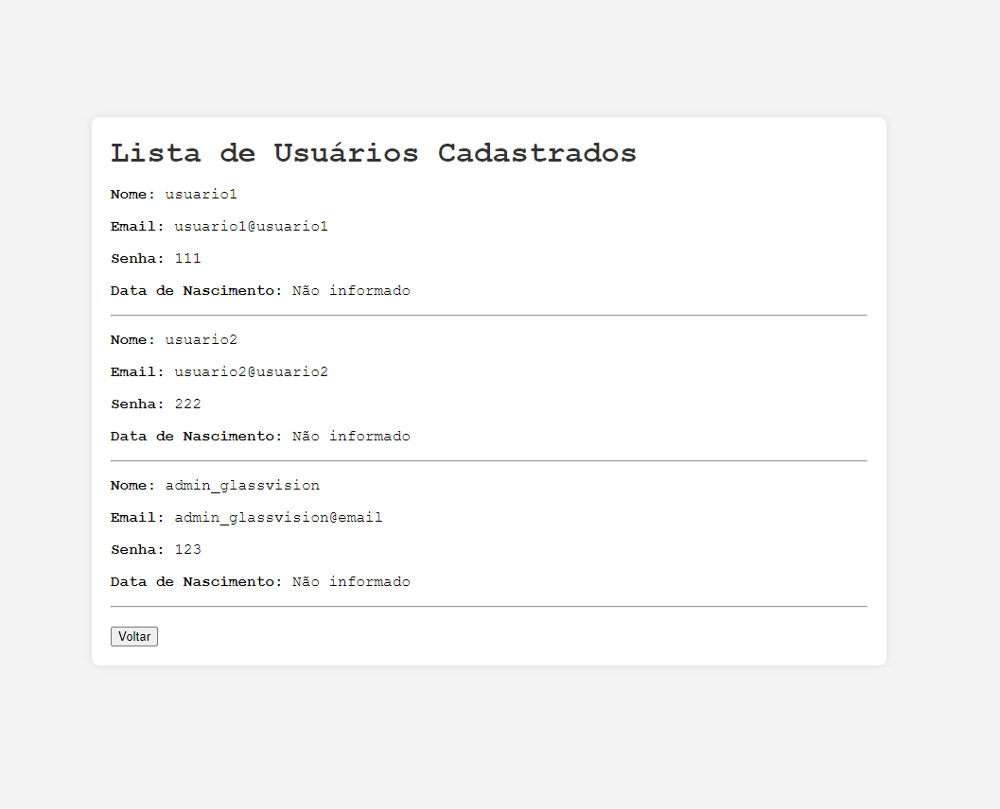 Lista de Usuários Cadastrados
Nome: usuario1
Email: usuario1@usuario1
Senha: 111
Data de Nascimento: Não informado
Nome: usuario2
Email: usuario2@usuario2
Senha: 222
Data de Nascimento: Não informado
Nome: admin_glassvision
Email: admin_glassvision@email
Senha: 123
Data de Nascimento: Não informado
Voltar